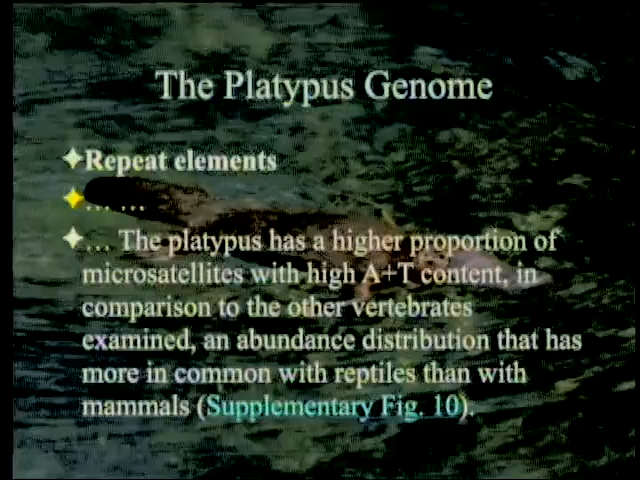 The Platypus Genome
Repeat elements
... ...
... The platypus has a higher proportion of
microsatellites with high A+T content, in
comparison to the other vertebrates
examined, an abundance distribution that has
more in common with reptiles than with
mammals (Supplementary Fig. 10).